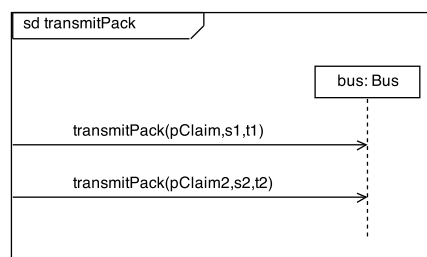 sd transmitPack
bus: Bus
transmitPack(pClaim,s1,t1)
transmitPack(pClaim2,s2,t2)